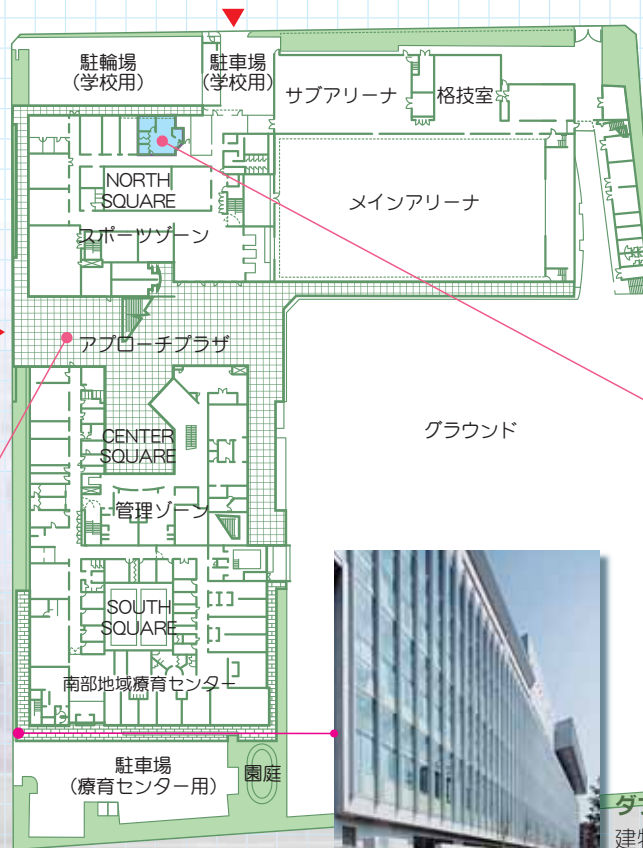 駐輪場
（学校用）
駐車場
（学校用）
サブアリーナ
格技室
NORTH
SQUARE
スポーツゾーン
メインアリーナ
アプローチプラザ
グラウンド
CENTER
SQUARE
管理ゾーン
SOUTH
SQUARE
南部地域療育センター
駐車場
（療育センター用）
園庭
ダブ
建物